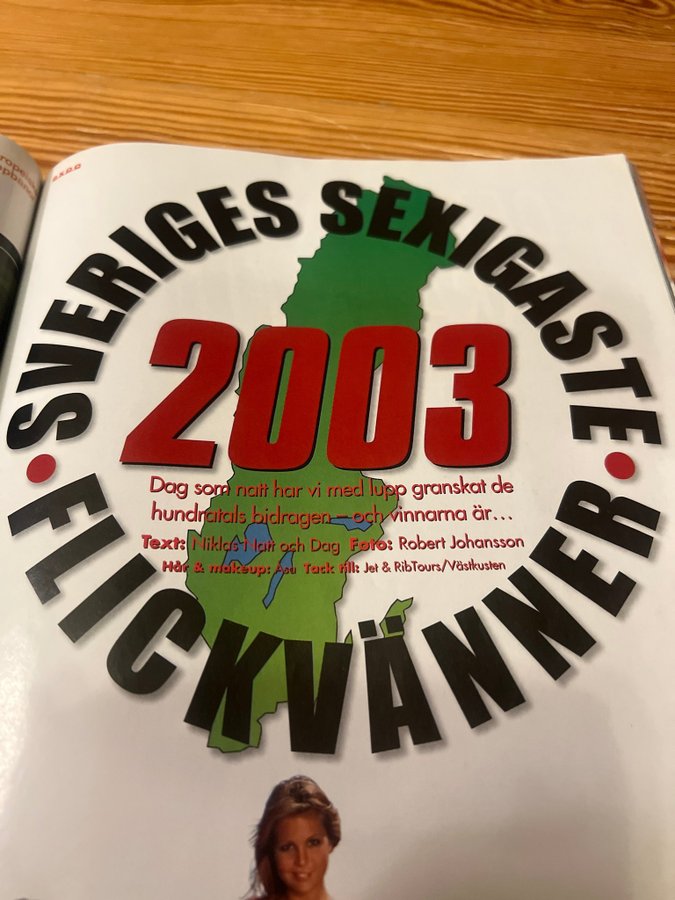 SVERIGES SEXIGASTE
FLICKVÄNNER
2003
Dag som natt har vi med lupp granskat de
hundratals bidragen – och vinnarna är...
Text: Niklas Natt och Dag Foto: Robert Johansson
Hår & makeup: Åsa Tack till: Jet & RibTours/Västkusten